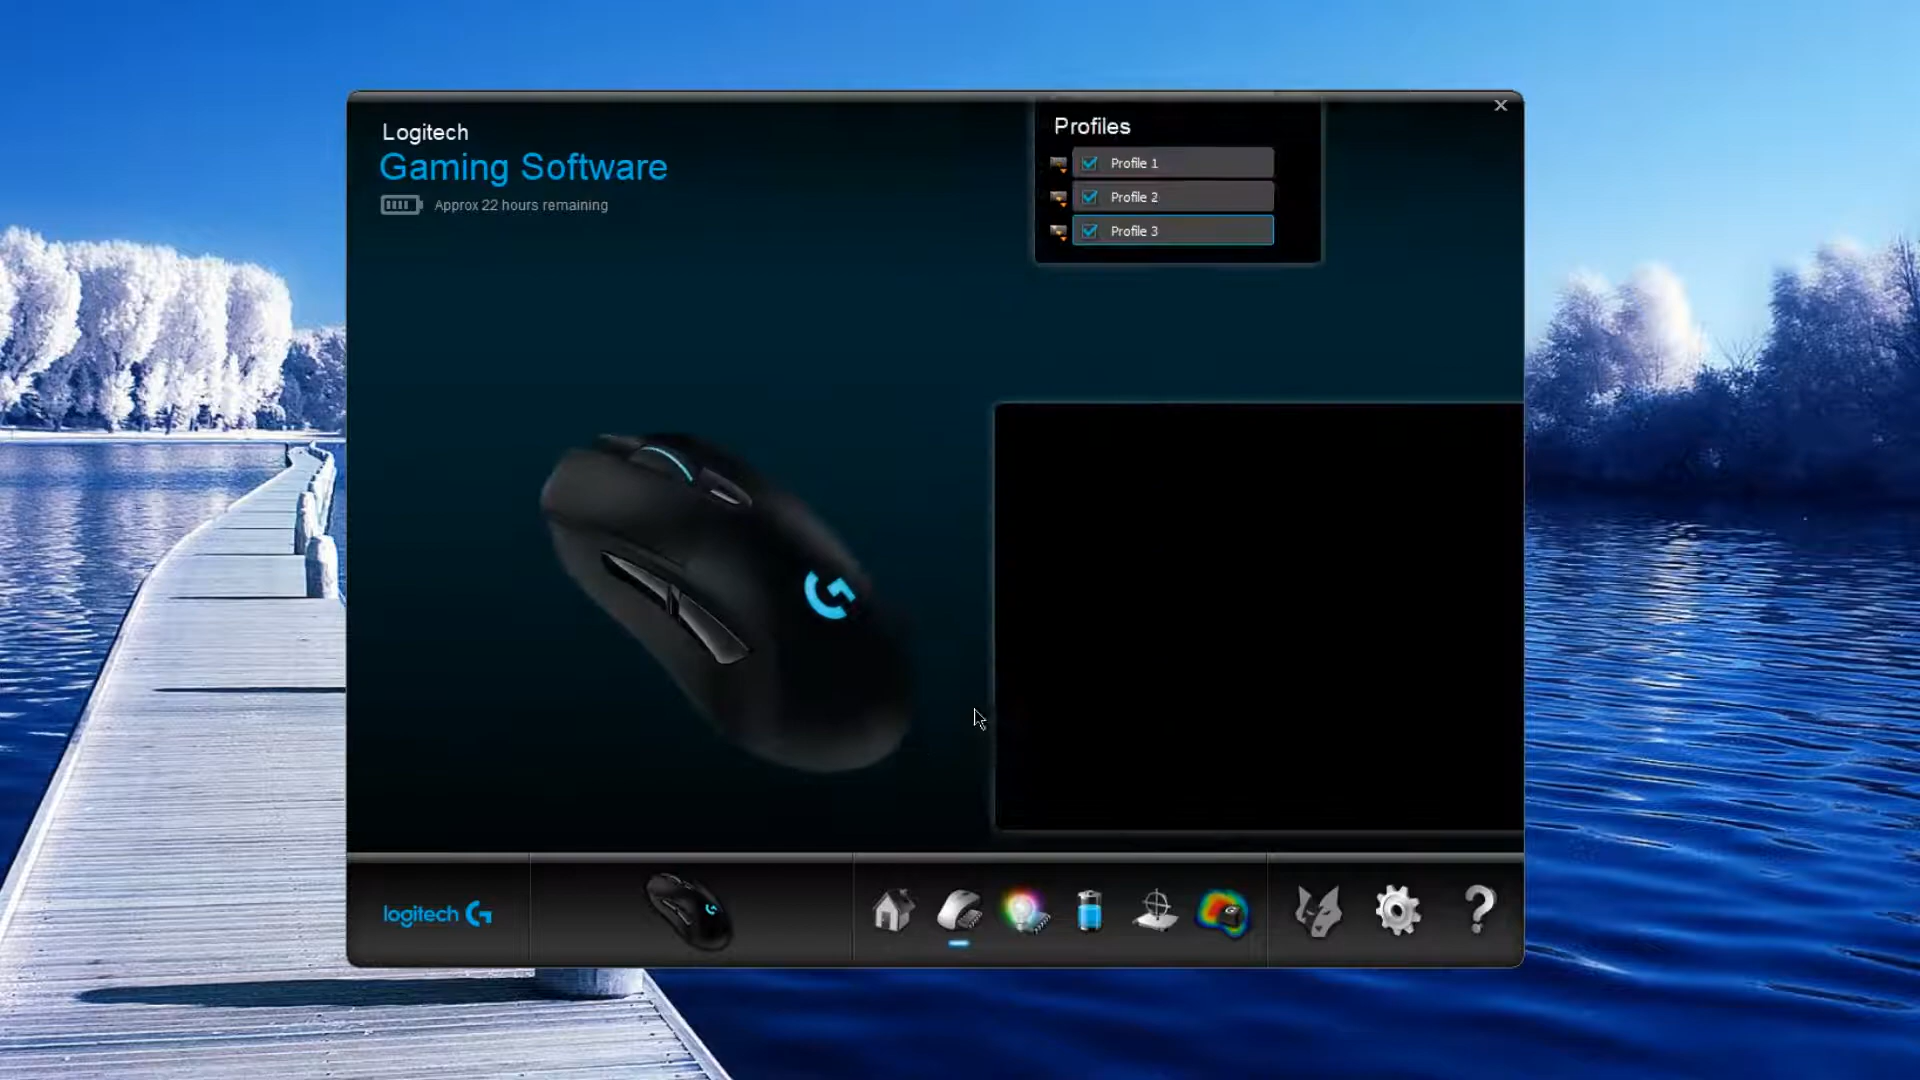 Logitech
Gaming Software
Approx 22 hours remaining
Profiles
Profile 1
Profile 2
Profile 3
logitech G